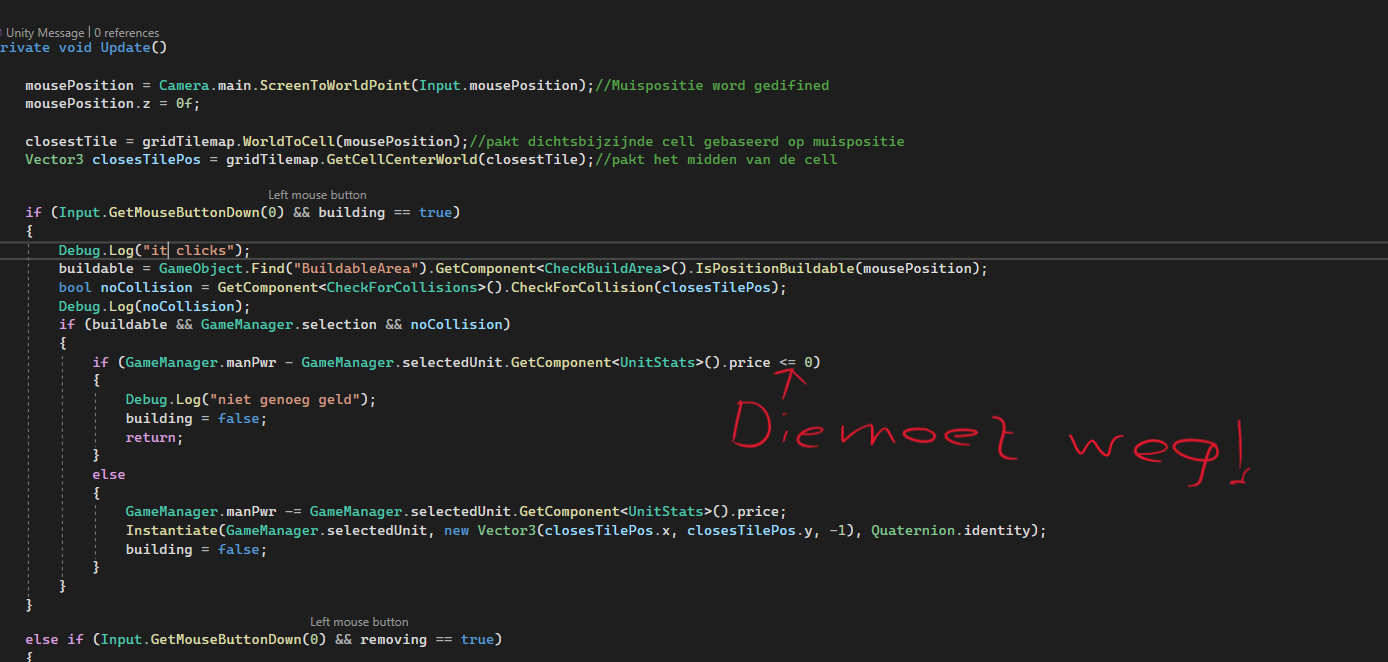 Unity Message | 0 references
rivate void Update()
mousePosition = Camera.main.ScreenToWorldPoint(Input.mousePosition);//Muispositie word gedifined
mousePosition.z = 0f;
closestTile = gridTilemap.WorldToCell(mousePosition);//pakt dichtsbijzijnde cell gebaseerd op muispositie
Vector3 closesTilePos = gridTilemap.GetCellCenterWorld(closestTile);//pakt het midden van de cell
Left mouse button
if (Input.GetMouseButtonDown(0) && building == true)
{
Debug.Log("it clicks");
buildable = GameObject.Find("BuildableArea").GetComponent<CheckBuildArea>().IsPositionBuildable(mousePosition);
bool noCollision = GetComponent<CheckForCollisions>().CheckForCollision(closesTilePos);
Debug.Log(noCollision);
if (buildable && GameManager.selection && noCollision)
{
if (GameManager.manPwr - GameManager.selectedUnit.GetComponent<UnitStats>().price <= 0)
{
Debug.Log("niet genoeg geld");
Die moet weg!
building = false;
return;
}
else
{
GameManager.manPwr -= GameManager.selectedUnit.GetComponent<UnitStats>().price;
Instantiate(GameManager.selectedUnit, new Vector3(closesTilePos.x, closesTilePos.y, -1), Quaternion.identity);
building = false;
}
}
}
Left mouse button
else if (Input.GetMouseButtonDown(0) && removing == true)
{